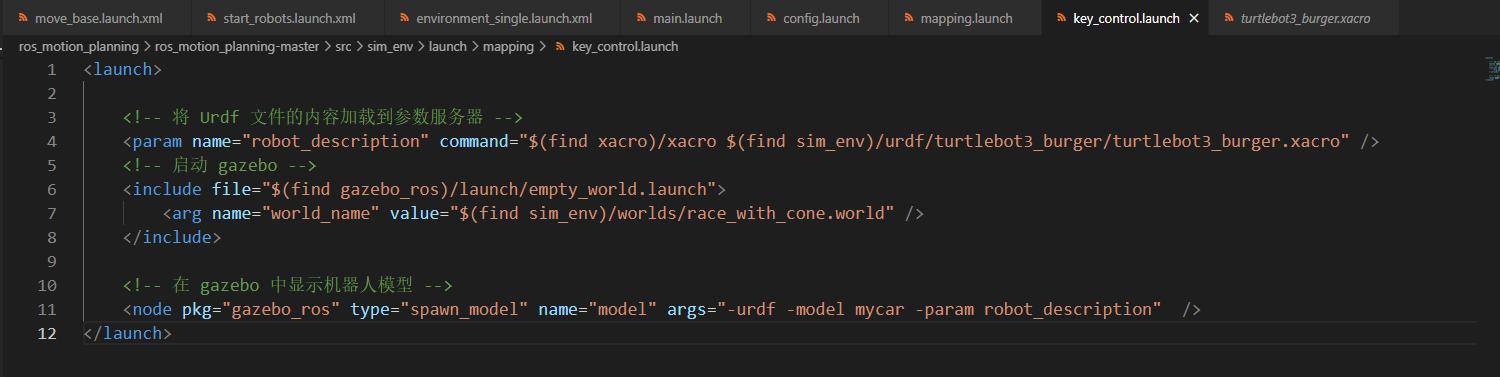 move_base.launch.xml start_robots.launch.xml environment_single.launch.xml main.launch config.launch mapping.launch key_control.launch turtlebot3_burger.xacro
ros_motion_planning > ros_motion_planning-master > src > sim_env > launch > mapping > key_control.launch
1 <launch>
2
3 <!-- 将 Urdf 文件的内容加载到参数服务器 -->
4 <param name="robot_description" command="$(find xacro)/xacro $(find sim_env)/urdf/turtlebot3_burger/turtlebot3_burger.xacro" />
5 <!-- 启动 gazebo -->
6 <include file="$(find gazebo_ros)/launch/empty_world.launch">
7 <arg name="world_name" value="$(find sim_env)/worlds/race_with_cone.world" />
8 </include>
9
10 <!-- 在 gazebo 中显示机器人模型 -->
11 <node pkg="gazebo_ros" type="spawn_model" name="model" args="-urdf -model mycar -param robot_description"  />
12 </launch>